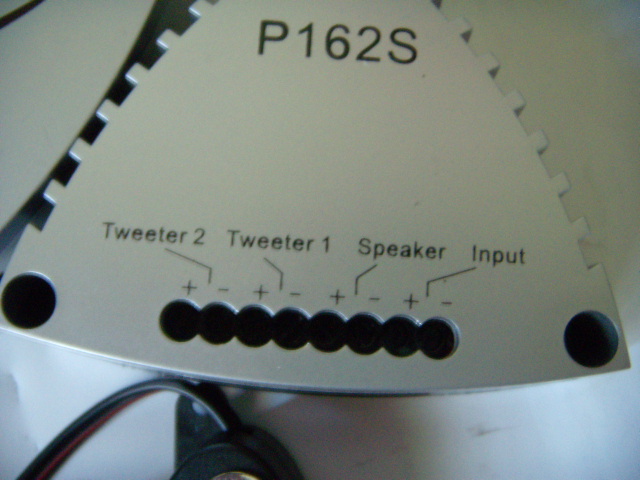 P162S
Tweeter 2 Tweeter 1 Speaker Input
+ − + − + − + −